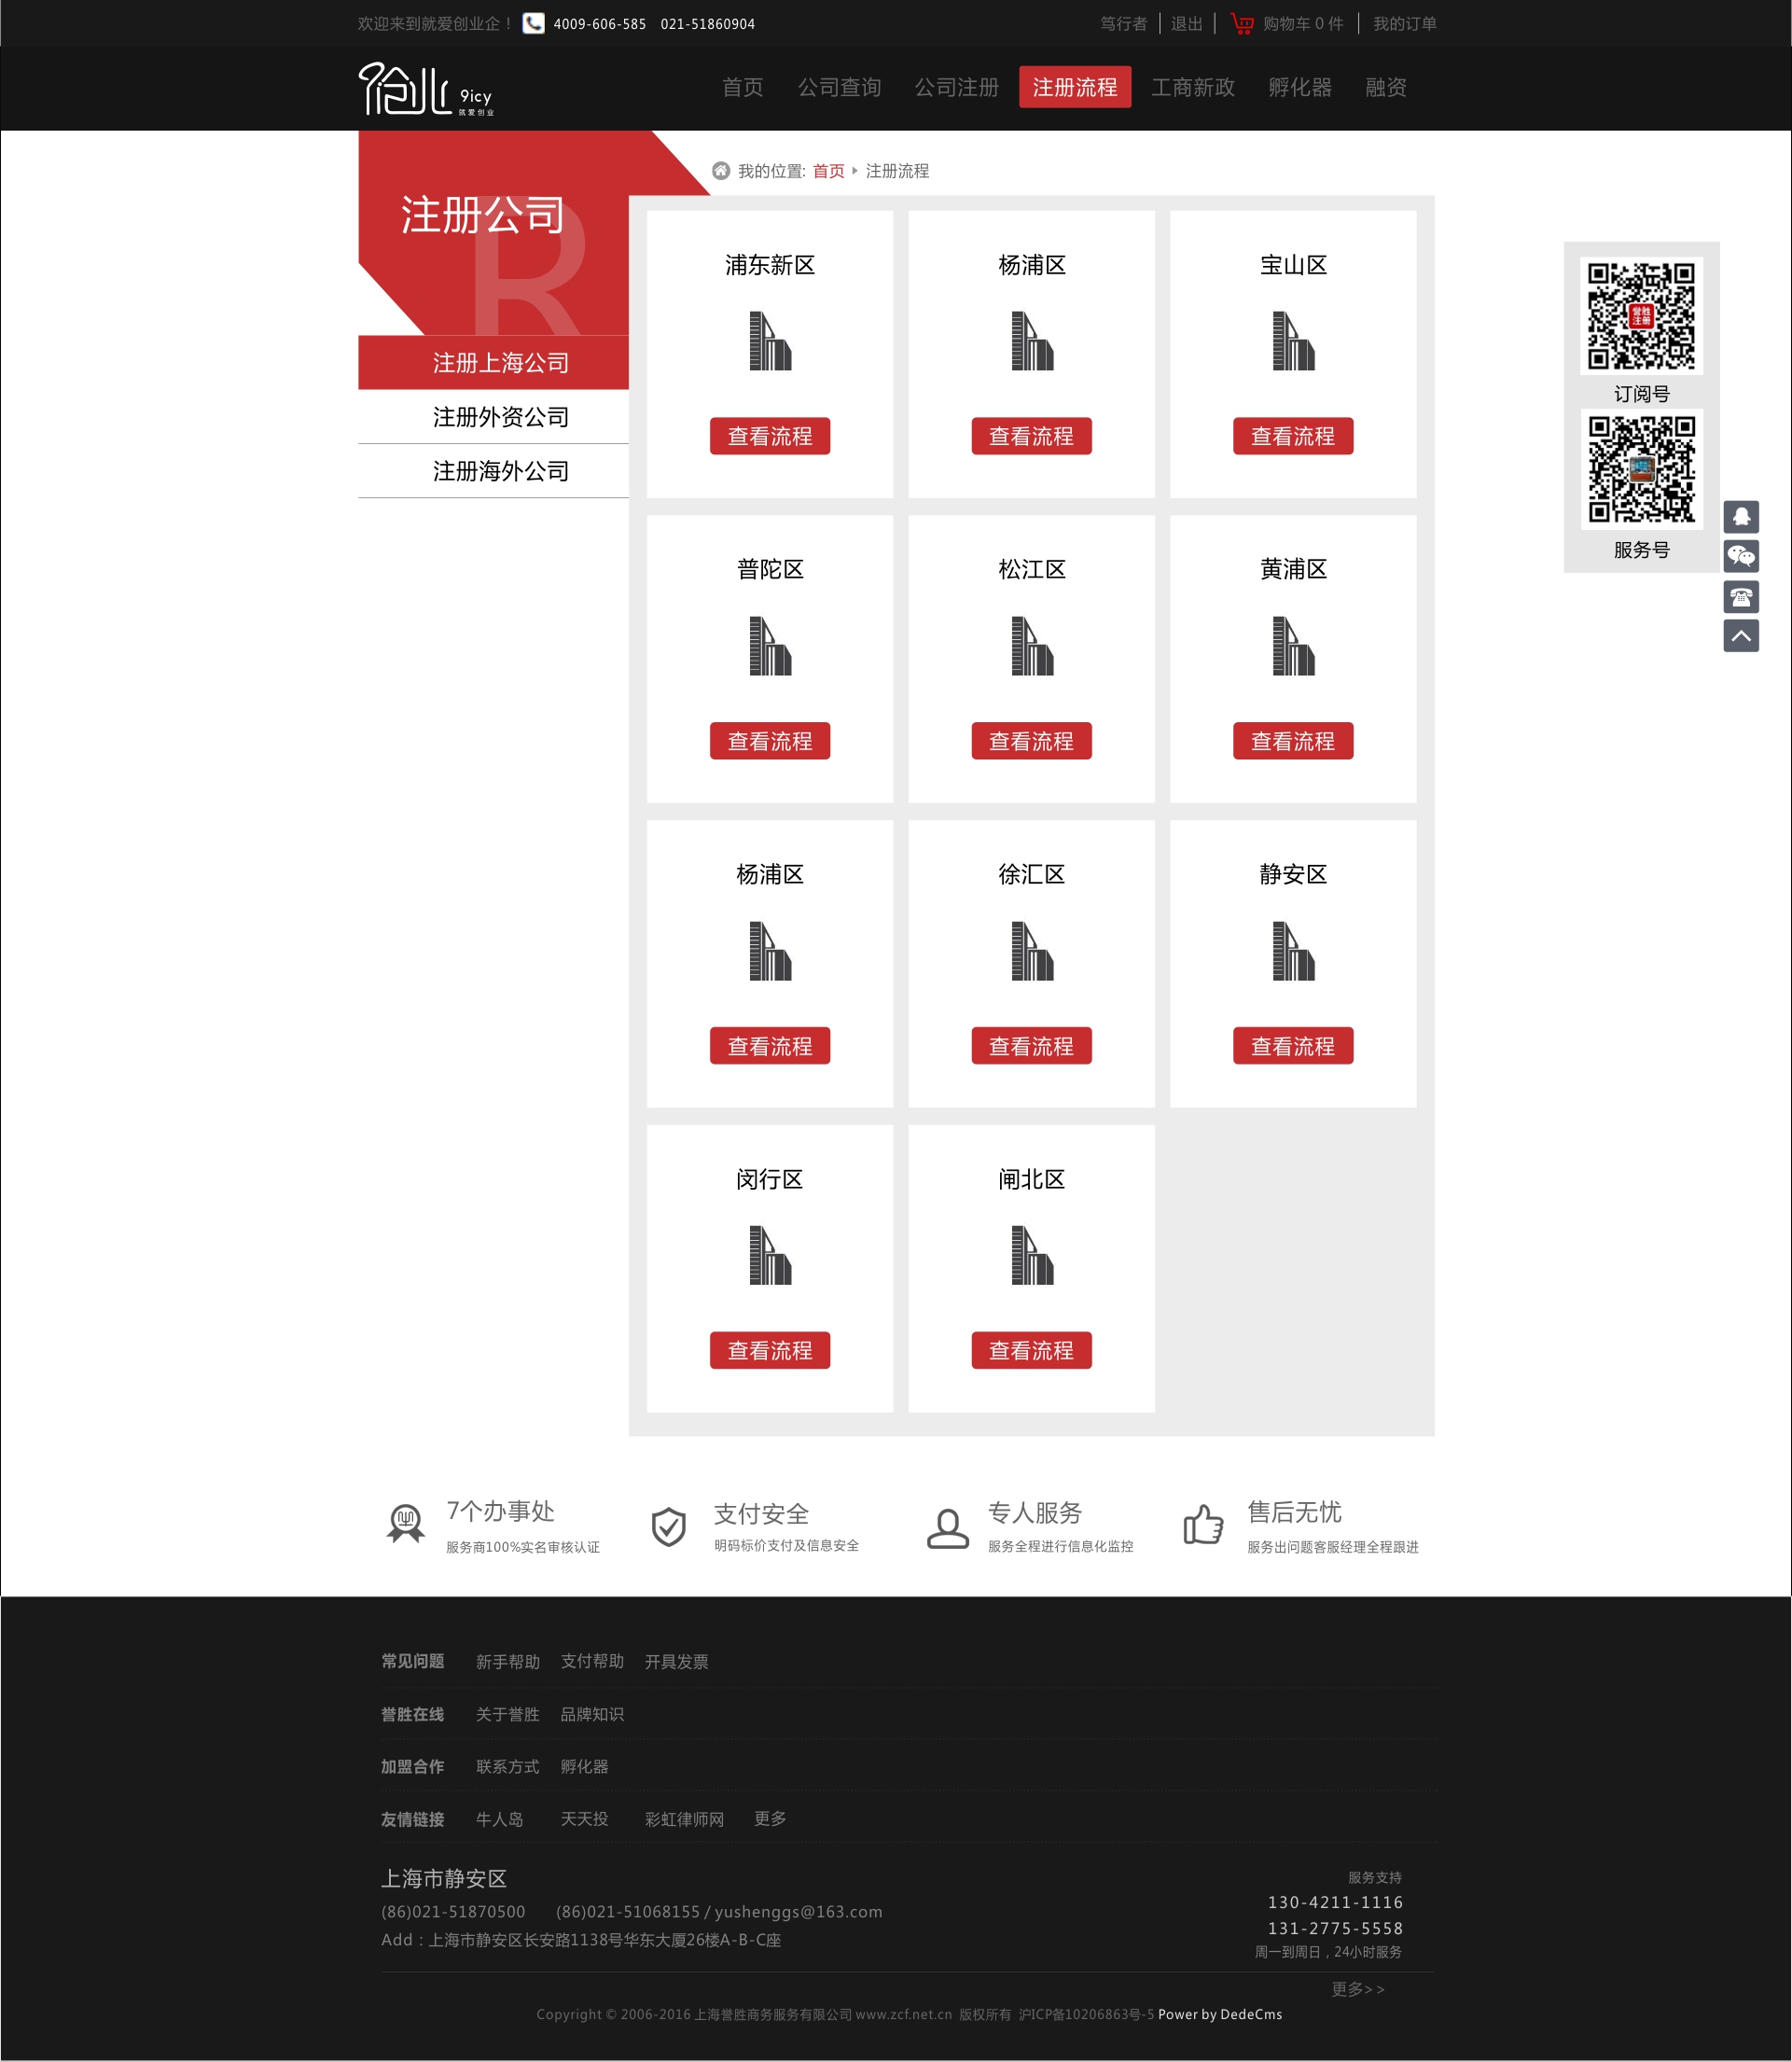 欢迎来到就爱创业企！ 4009-606-585 021-51860904 笃行者 退出 购物车 0 件 我的订单
9icy
就爱创业
首页 公司查询 公司注册 注册流程 工商新政 孵化器 融资
我的位置: 首页 注册流程
注册公司
R
注册上海公司
注册外资公司
注册海外公司
浦东新区 杨浦区 宝山区
查看流程 查看流程 查看流程
普陀区 松江区 黄浦区
查看流程 查看流程 查看流程
杨浦区 徐汇区 静安区
查看流程 查看流程 查看流程
闵行区 闸北区
查看流程 查看流程
誉胜
注册
订阅号
服务号
7个办事处
服务商100%实名审核认证
支付安全
明码标价支付及信息安全
专人服务
服务全程进行信息化监控
售后无忧
服务出问题客服经理全程跟进
常见问题 新手帮助 支付帮助 开具发票
誉胜在线 关于誉胜 品牌知识
加盟合作 联系方式 孵化器
友情链接 牛人岛 天天投 彩虹律师网 更多
上海市静安区
(86)021-51870500 (86)021-51068155 / yushenggs@163.com
Add：上海市静安区长安路1138号华东大厦26楼A-B-C座
服务支持
130-4211-1116
131-2775-5558
周一到周日，24小时服务
更多>>
Copyright © 2006-2016 上海誉胜商务服务有限公司 www.zcf.net.cn 版权所有 沪ICP备10206863号-5 Power by DedeCms